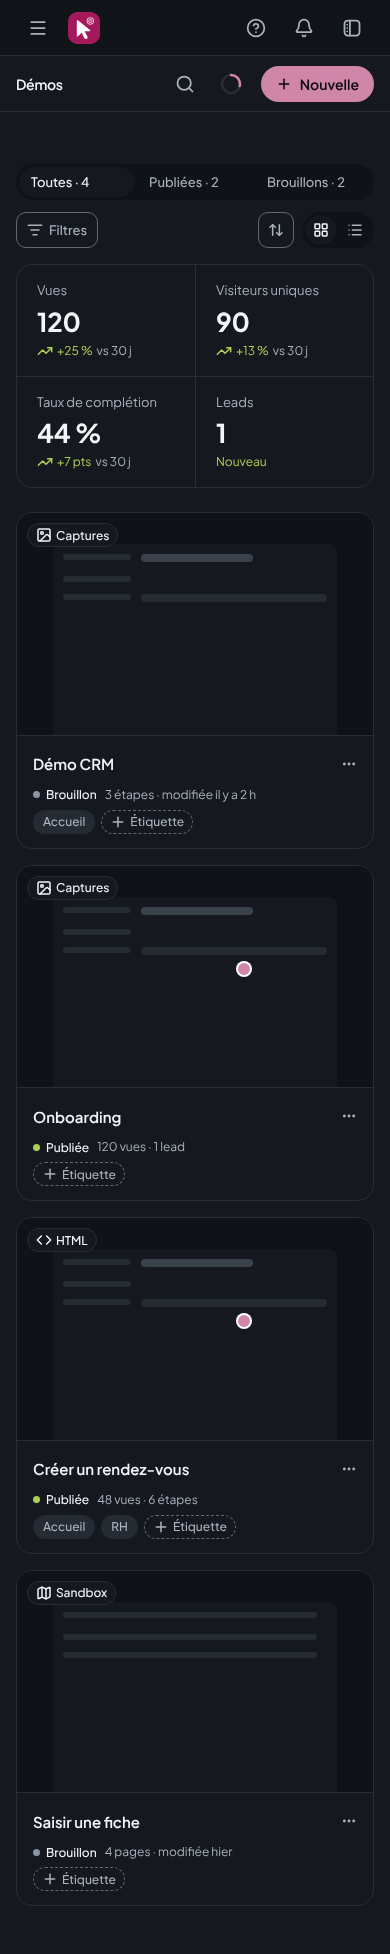 Démos
Nouvelle
Toutes · 4
Publiées · 2
Brouillons · 2
Filtres
Vues
120
+25 % vs 30 j
Visiteurs uniques
90
+13 % vs 30 j
Taux de complétion
44 %
+7 pts vs 30 j
Leads
1
Nouveau
Captures
Démo CRM
Brouillon 3 étapes · modifiée il y a 2 h
Accueil
Étiquette
Captures
Onboarding
Publiée 120 vues · 1 lead
Étiquette
HTML
Créer un rendez-vous
Publiée 48 vues · 6 étapes
Accueil
RH
Étiquette
Sandbox
Saisir une fiche
Brouillon 4 pages · modifiée hier
Étiquette